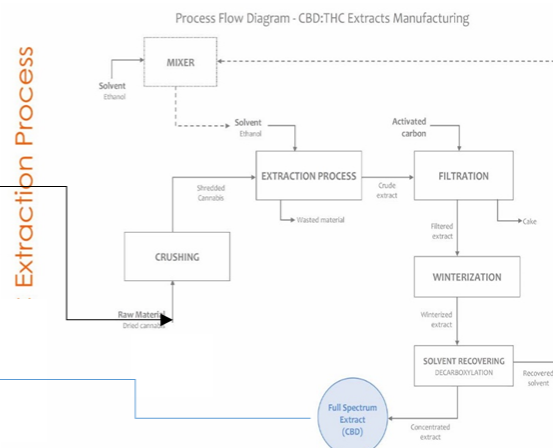 Process Flow Diagram - CBD:THC Extracts Manufacturing
Extraction Process
MIXER
Solvent
Ethanol
Solvent
Ethanol
Activated
carbon
EXTRACTION PROCESS
FILTRATION
Shredded
Cannabis
Crude
extract
Wasted material
Cake
CRUSHING
Filtered
extract
WINTERIZATION
Raw Material
Dried cannabis
Winterized
extract
SOLVENT RECOVERING
DECARBOXYLATION
Recovered
solvent
Full Spectrum
Extract
(CBD)
Concentrated
extract